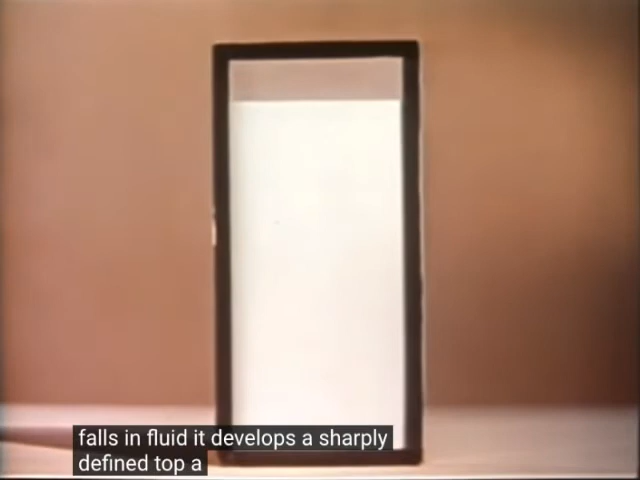 falls in fluid it develops a sharply
defined top a